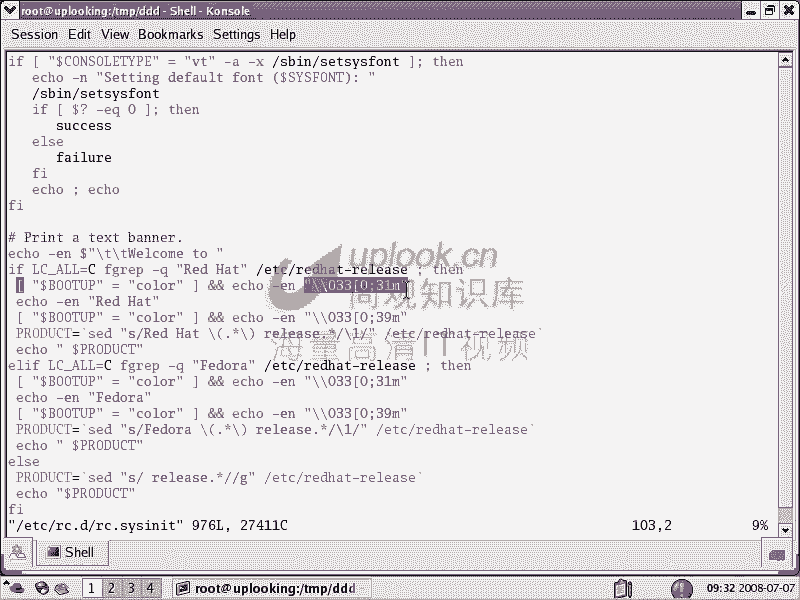 root@uplooking:/tmp/ddd - Shell - Konsole
Session Edit View Bookmarks Settings Help
if [ "$CONSOLETYPE" = "vt" -a -x /sbin/setsysfont ]; then
   echo -n "Setting default font ($SYSFONT): "
   /sbin/setsysfont
   if [ $? -eq 0 ]; then
      success
   else
      failure
   fi
   echo ; echo
fi
# Print a text banner.
echo -en $"\t\tWelcome to "
if LC_ALL=C fgrep -q "Red Hat" /etc/redhat-release ; then
 [ "$BOOTUP" = "color" ] && echo -en "\\033[0;31m"
 echo -en "Red Hat"
 [ "$BOOTUP" = "color" ] && echo -en "\\033[0;39m"
 PRODUCT=`sed "s/Red Hat \(.*\) release.*/\1/" /etc/redhat-release`
 echo " $PRODUCT"
elif LC_ALL=C fgrep -q "Fedora" /etc/redhat-release ; then
 [ "$BOOTUP" = "color" ] && echo -en "\\033[0;31m"
 echo -en "Fedora"
 [ "$BOOTUP" = "color" ] && echo -en "\\033[0;39m"
 PRODUCT=`sed "s/Fedora \(.*\) release.*/\1/" /etc/redhat-release`
 echo " $PRODUCT"
else
 PRODUCT=`sed "s/ release.*//g" /etc/redhat-release`
 echo "$PRODUCT"
fi
"/etc/rc.d/rc.sysinit" 976L, 27411C 103,2 9%
uplook.cn
尚观知识库
海量高清IT视频
Shell
1 2 3 4 root@uplooking:/tmp/ddd 09:32 2008-07-07